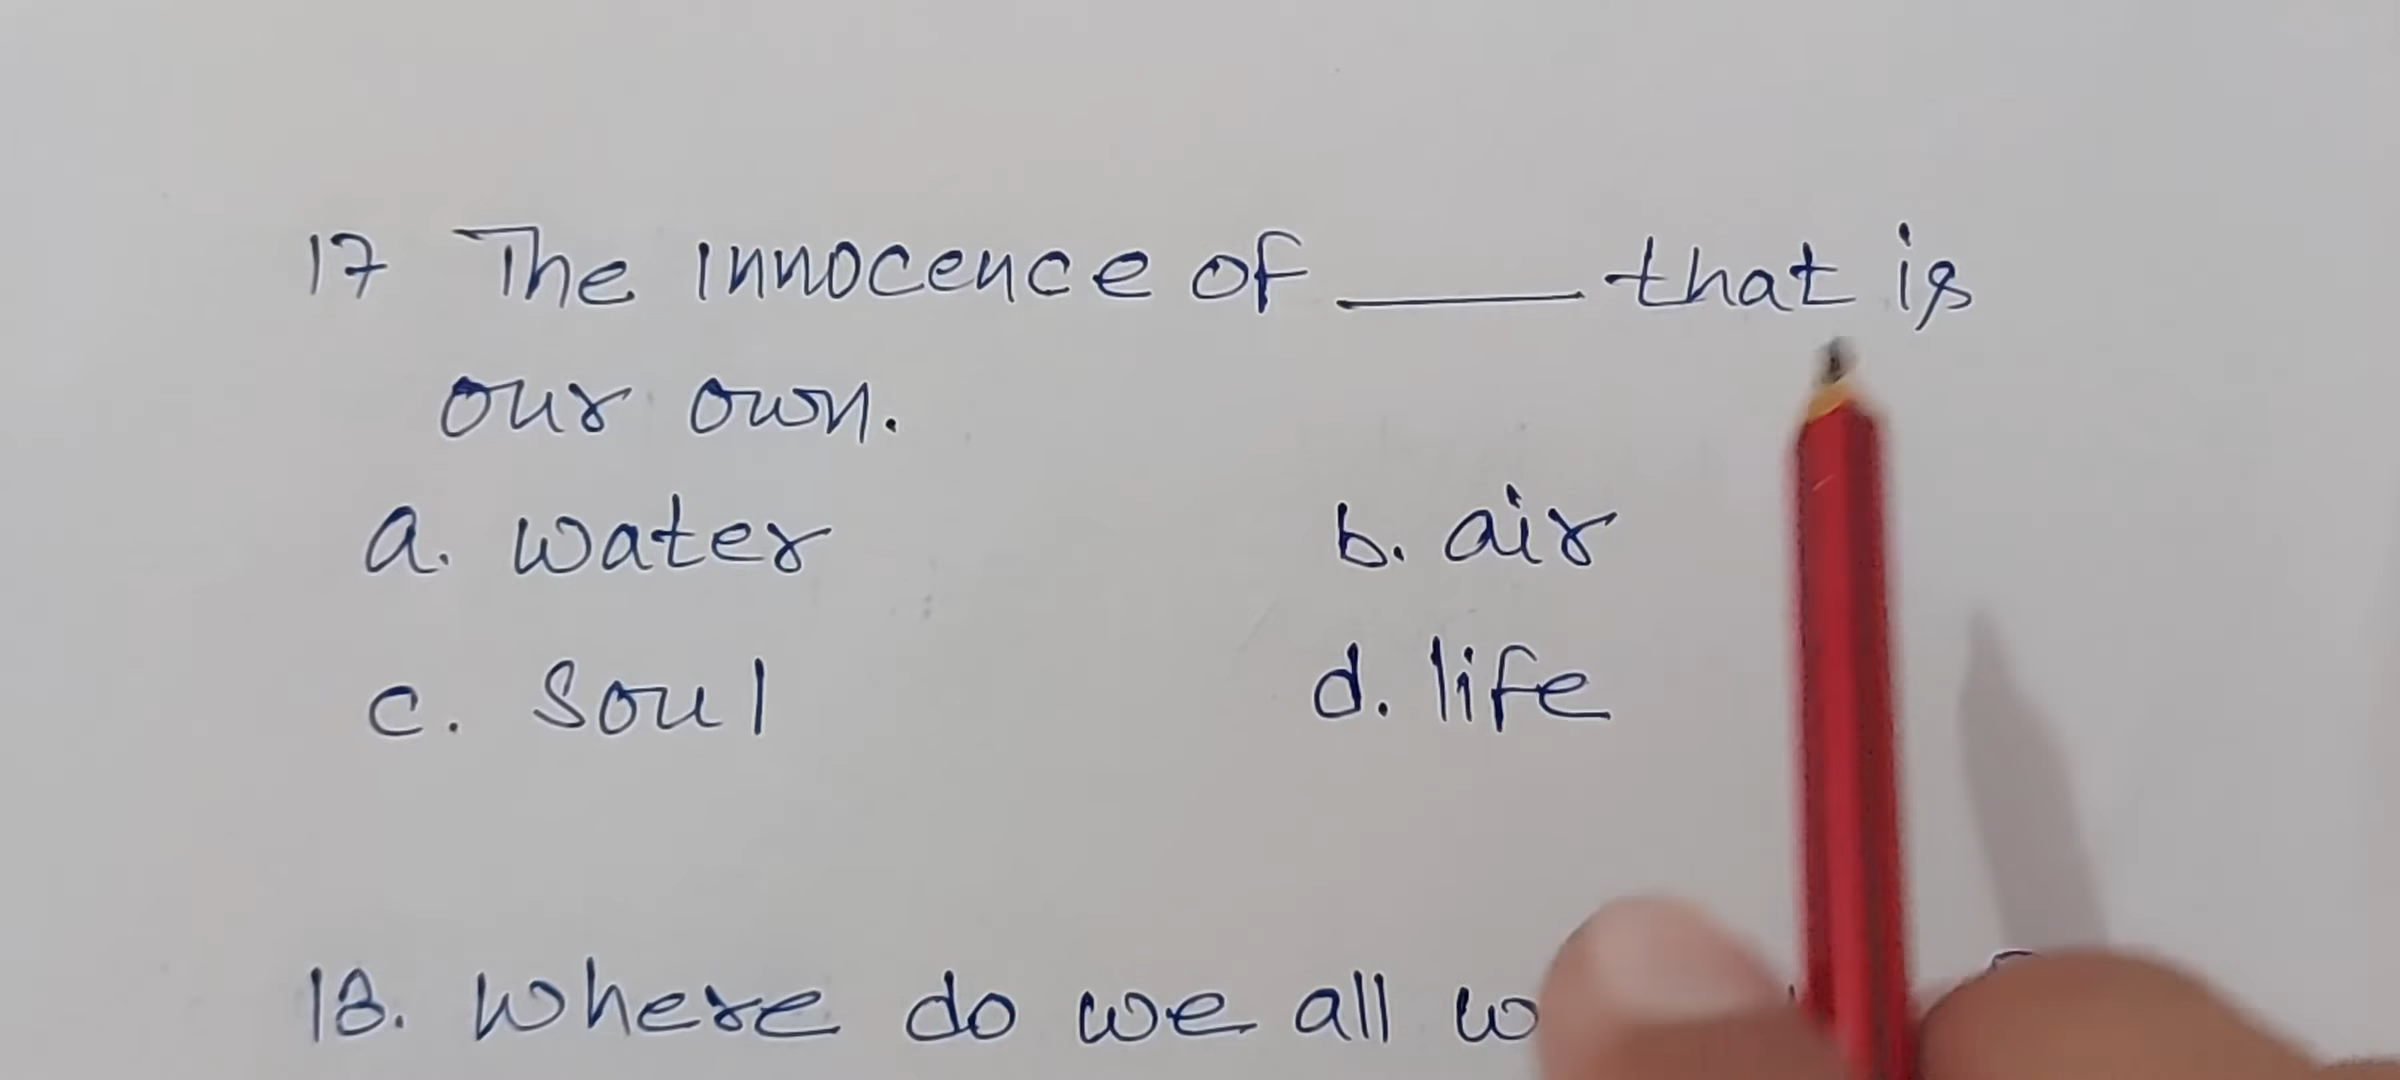 17 The innocence of ____ that is
our own.
a. water b. air
c. soul d. life
18. Where do we all